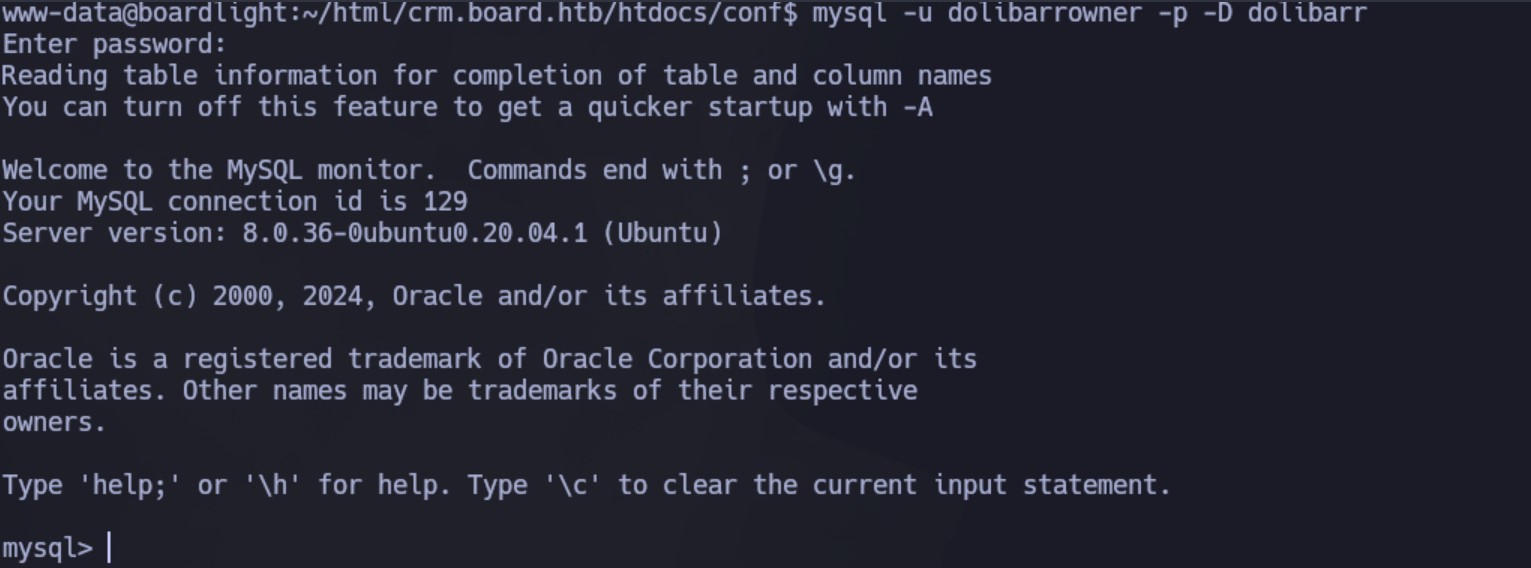 www-data@boardlight:~/html/crm.board.htb/htdocs/conf$ mysql -u dolibarrowner -p -D dolibarr
Enter password:
Reading table information for completion of table and column names
You can turn off this feature to get a quicker startup with -A
Welcome to the MySQL monitor.  Commands end with ; or \g.
Your MySQL connection id is 129
Server version: 8.0.36-0ubuntu0.20.04.1 (Ubuntu)
Copyright (c) 2000, 2024, Oracle and/or its affiliates.
Oracle is a registered trademark of Oracle Corporation and/or its
affiliates. Other names may be trademarks of their respective
owners.
Type 'help;' or '\h' for help. Type '\c' to clear the current input statement.
mysql>